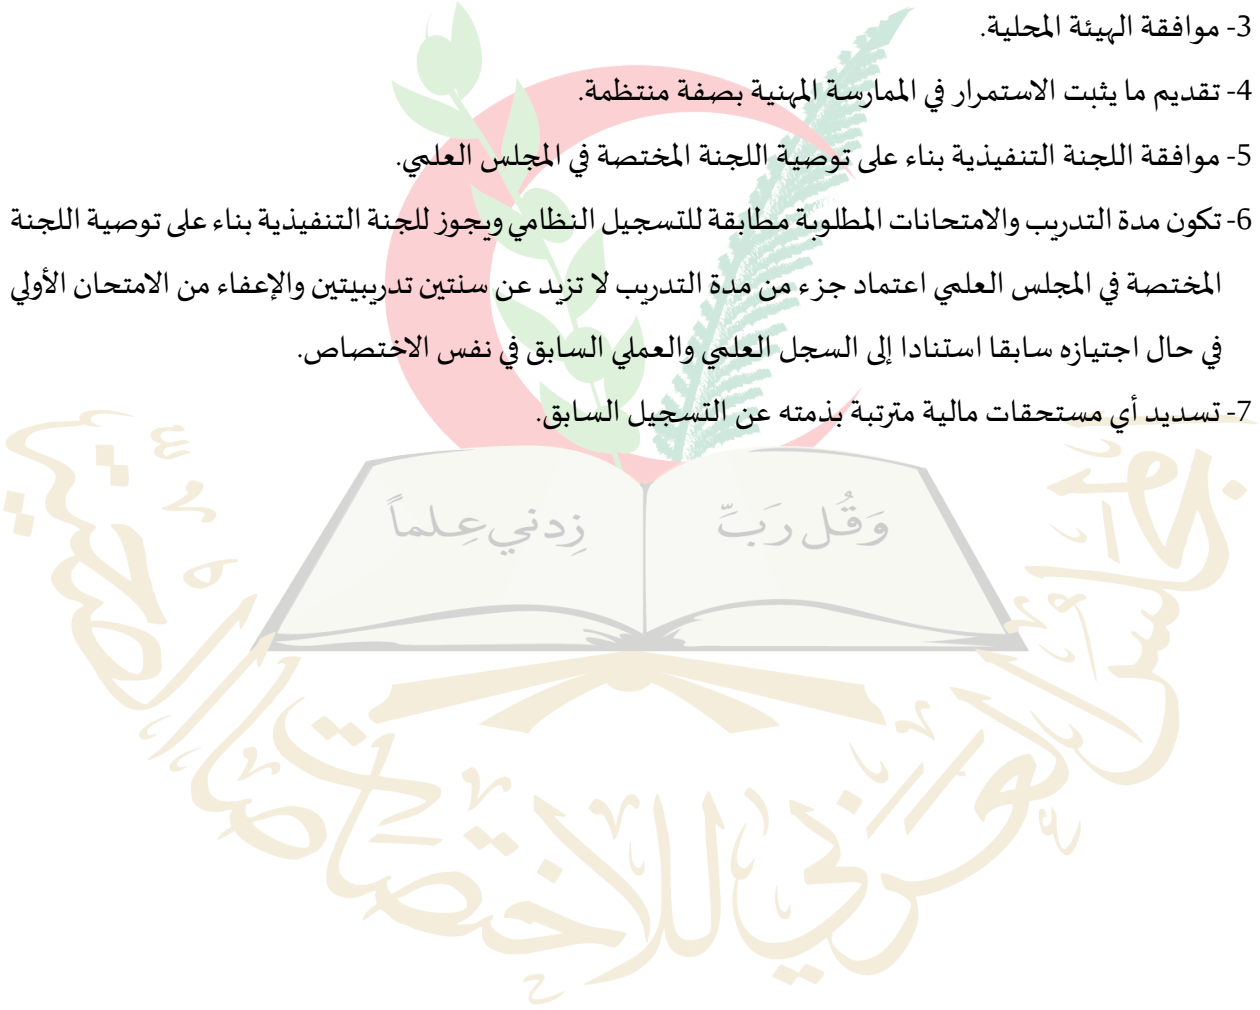 3- موافقة الهيئة المحلية.
4- تقديم ما يثبت الاستمرار في الممارسة المهنية بصفة منتظمة.
5- موافقة اللجنة التنفيذية بناء على توصية اللجنة المختصة في المجلس العلمي.
6- تكون مدة التدريب والامتحانات المطلوبة مطابقة للتسجيل النظامي ويجوز للجنة التنفيذية بناء على توصية اللجنة
المختصة في المجلس العلمي اعتماد جزء من مدة التدريب لا تزيد عن سنتين تدريبيتين والإعفاء من الامتحان الأولي
في حال اجتيازه سابقا استنادا إلى السجل العلمي والعملي السابق في نفس الاختصاص.
7- تسديد أي مستحقات مالية مترتبة بذمته عن التسجيل السابق.
وَقُل رَبِّ زِدني عِلماً
المجلس العربي للاختصاصات الصحية